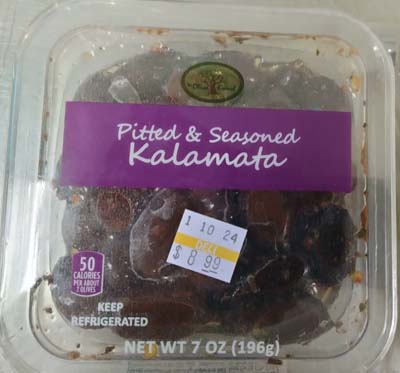 Pitted & Seasoned
Kalamata
1 10 24
DELI
$ 8.99
50
CALORIES
PER ABOUT
7 OLIVES
KEEP
REFRIGERATED
NET WT 7 OZ (196g)